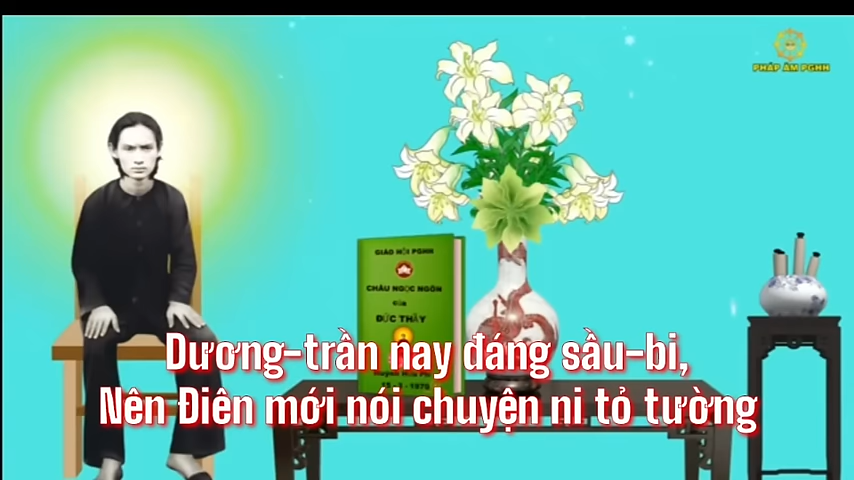 PHÁP ÂM PGHH
GIÁO HỘI PGHH
CHÂU NGỌC NGÔN
của
ĐỨC THẦY
Dương-trần nay đáng sầu-bi,
Nên Điên mới nói chuyện ni tỏ tường